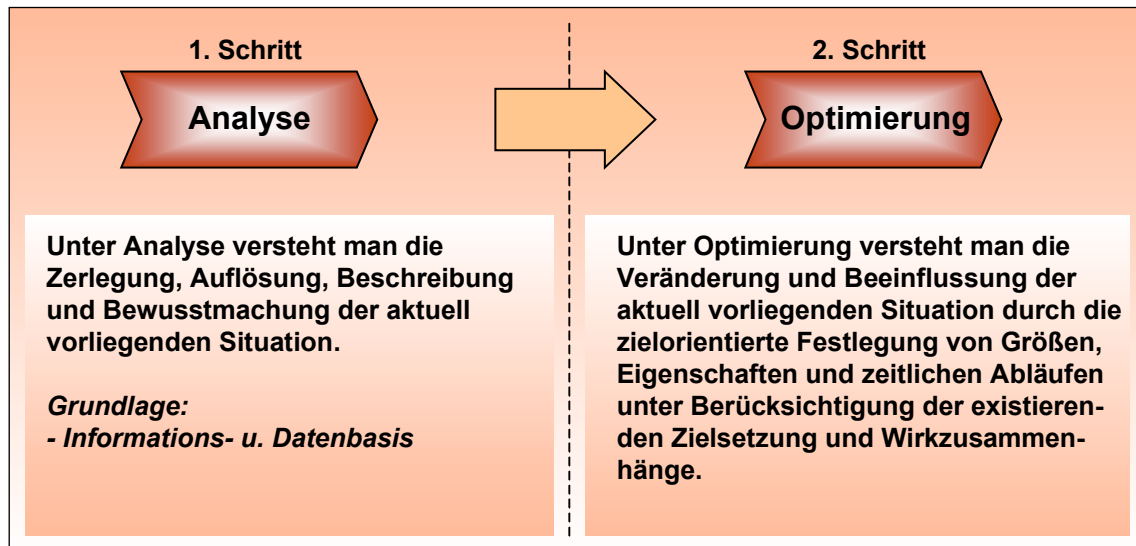 1. Schritt
Analyse
Unter Analyse versteht man die
Zerlegung, Auflösung, Beschreibung
und Bewusstmachung der aktuell
vorliegenden Situation.
Grundlage:
- Informations- u. Datenbasis
2. Schritt
Optimierung
Unter Optimierung versteht man die
Veränderung und Beeinflussung der
aktuell vorliegenden Situation durch die
zielorientierte Festlegung von Größen,
Eigenschaften und zeitlichen Abläufen
unter Berücksichtigung der existieren-
den Zielsetzung und Wirkzusammen-
hänge.